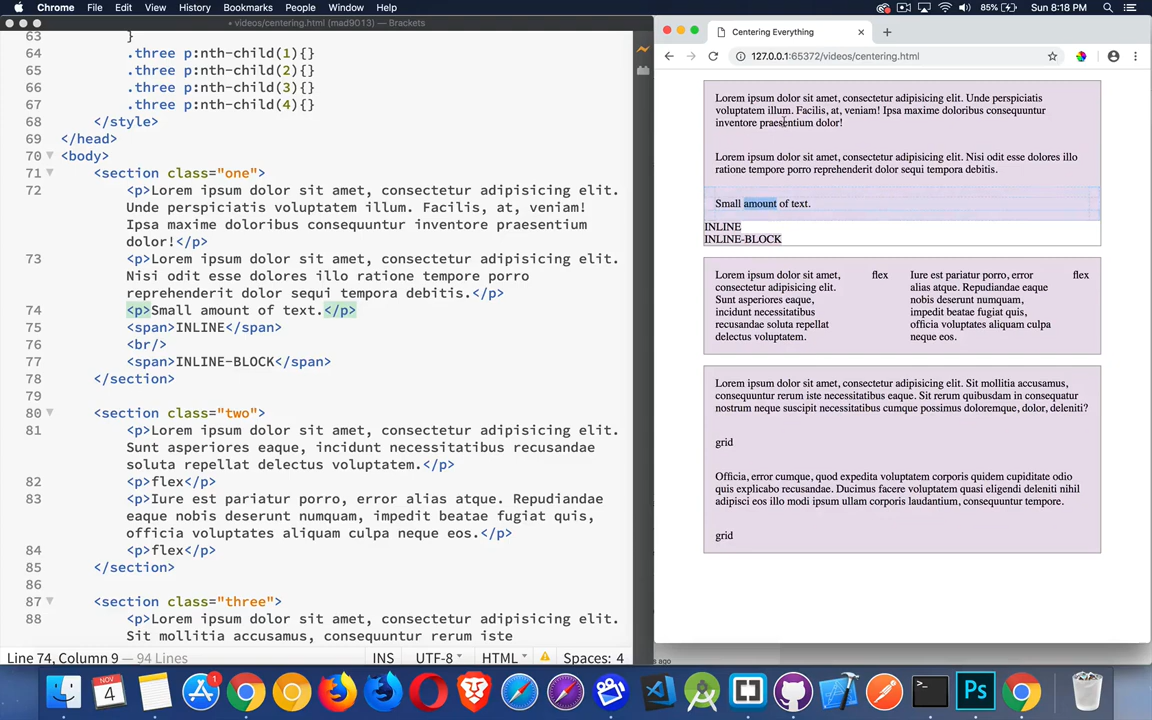 Chrome File Edit View History Bookmarks People Window Help 85% Sun 8:18 PM
• videos/centering.html (mad9013) — Brackets
63 }
64 .three p:nth-child(1){}
65 .three p:nth-child(2){}
66 .three p:nth-child(3){}
67 .three p:nth-child(4){}
68 </style>
69 </head>
70 <body>
71 <section class="one">
72 <p>Lorem ipsum dolor sit amet, consectetur adipisicing elit.
Unde perspiciatis voluptatem illum. Facilis, at, veniam!
Ipsa maxime doloribus consequuntur inventore praesentium
dolor!</p>
73 <p>Lorem ipsum dolor sit amet, consectetur adipisicing elit.
Nisi odit esse dolores illo ratione tempore porro
reprehenderit dolor sequi tempora debitis.</p>
74 <p>Small amount of text.</p>
75 <span>INLINE</span>
76 <br/>
77 <span>INLINE-BLOCK</span>
78 </section>
79
80 <section class="two">
81 <p>Lorem ipsum dolor sit amet, consectetur adipisicing elit.
Sunt asperiores eaque, incidunt necessitatibus recusandae
soluta repellat delectus voluptatem.</p>
82 <p>flex</p>
83 <p>Iure est pariatur porro, error alias atque. Repudiandae
eaque nobis deserunt numquam, impedit beatae fugiat quis,
officia voluptates aliquam culpa neque eos.</p>
84 <p>flex</p>
85 </section>
86
87 <section class="three">
88 <p>Lorem ipsum dolor sit amet, consectetur adipisicing elit.
Sit mollitia accusamus, consequuntur rerum iste
Line 74, Column 9 — 94 Lines INS UTF-8 HTML Spaces: 4
Centering Everything
127.0.0.1:65372/videos/centering.html
Lorem ipsum dolor sit amet, consectetur adipisicing elit. Unde perspiciatis
voluptatem illum. Facilis, at, veniam! Ipsa maxime doloribus consequuntur
inventore praesentium dolor!
Lorem ipsum dolor sit amet, consectetur adipisicing elit. Nisi odit esse dolores illo
ratione tempore porro reprehenderit dolor sequi tempora debitis.
Small amount of text.
INLINE
INLINE-BLOCK
Lorem ipsum dolor sit amet,
consectetur adipisicing elit.
Sunt asperiores eaque,
incidunt necessitatibus
recusandae soluta repellat
delectus voluptatem.
flex
Iure est pariatur porro, error
alias atque. Repudiandae eaque
nobis deserunt numquam,
impedit beatae fugiat quis,
officia voluptates aliquam culpa
neque eos.
flex
Lorem ipsum dolor sit amet, consectetur adipisicing elit. Sit mollitia accusamus,
consequuntur rerum iste necessitatibus eaque. Sit rerum quibusdam in consequatur
nostrum neque suscipit necessitatibus cumque possimus doloremque, dolor, deleniti?
grid
Officia, error cumque, quod expedita voluptatem corporis quidem cupiditate odio
quis explicabo recusandae. Ducimus facere voluptatum quasi eligendi deleniti nihil
adipisci eos illo modi ipsum ullam corporis laudantium, consequuntur tempore.
grid
s ago
NOV
4
1
Ps